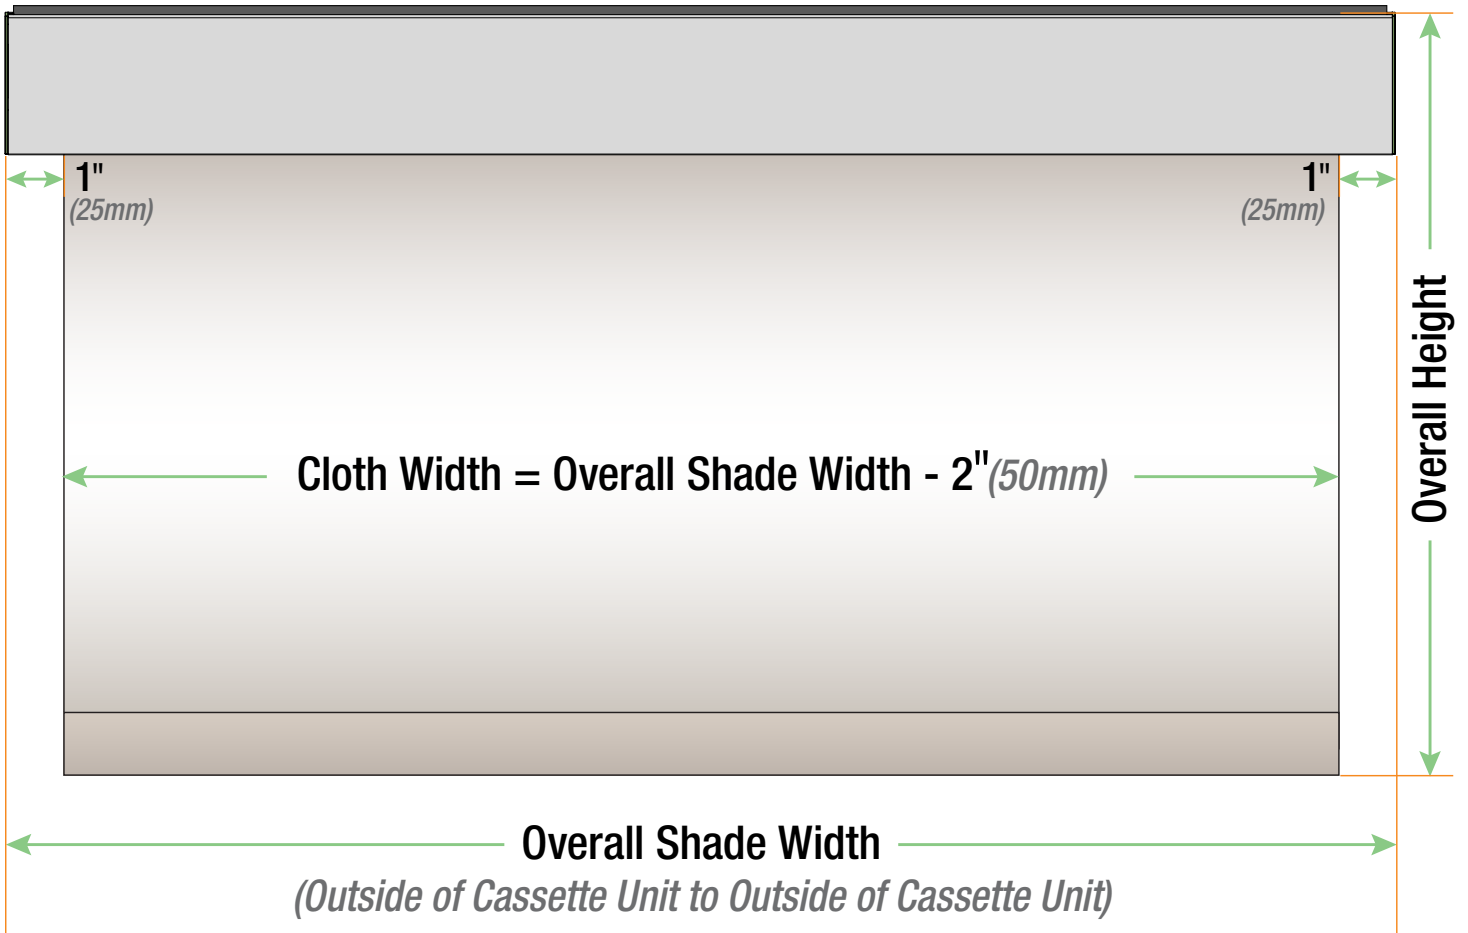 1"
(25mm)
1"
(25mm)
Overall Height
Cloth Width = Overall Shade Width - 2"(50mm)
Overall Shade Width
(Outside of Cassette Unit to Outside of Cassette Unit)